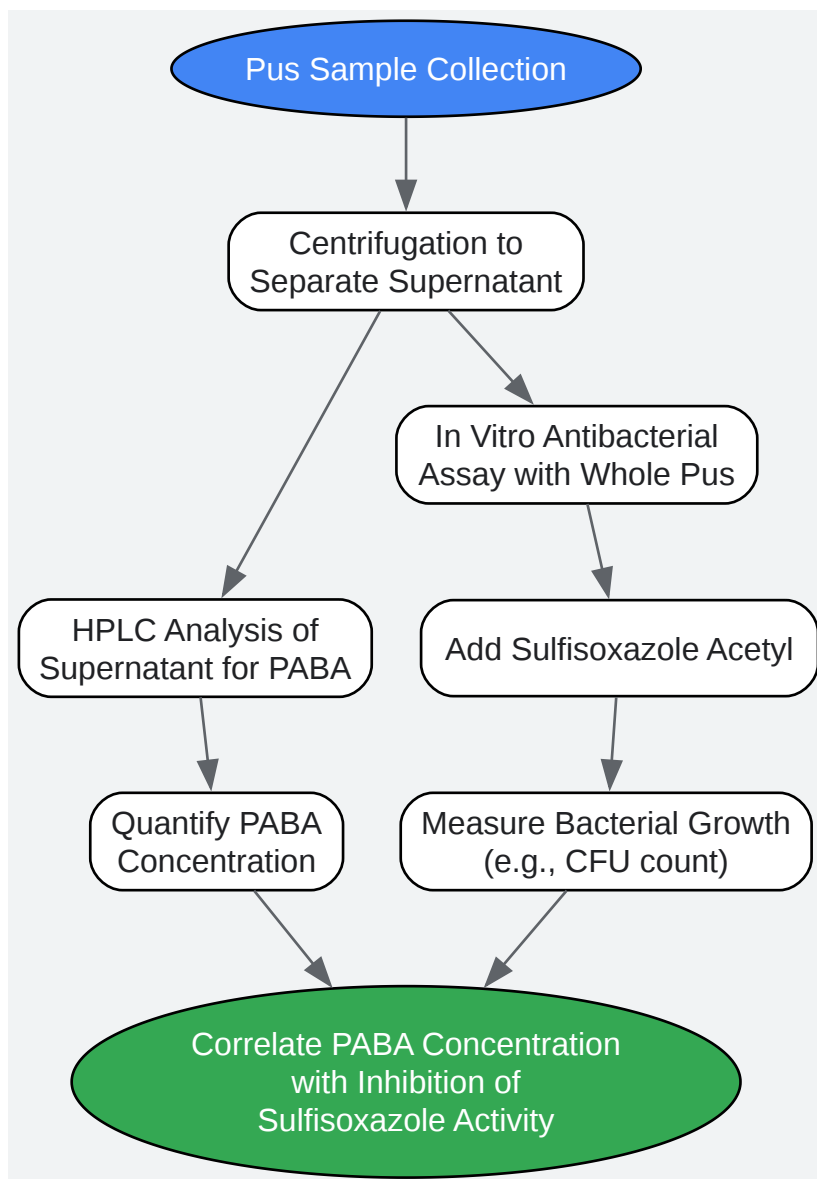 Pus Sample Collection
Centrifugation to
Separate Supernatant
In Vitro Antibacterial
Assay with Whole Pus
HPLC Analysis of
Supernatant for PABA
Add Sulfisoxazole Acetyl
Quantify PABA
Concentration
Measure Bacterial Growth
(e.g., CFU count)
Correlate PABA Concentration
with Inhibition of
Sulfisoxazole Activity